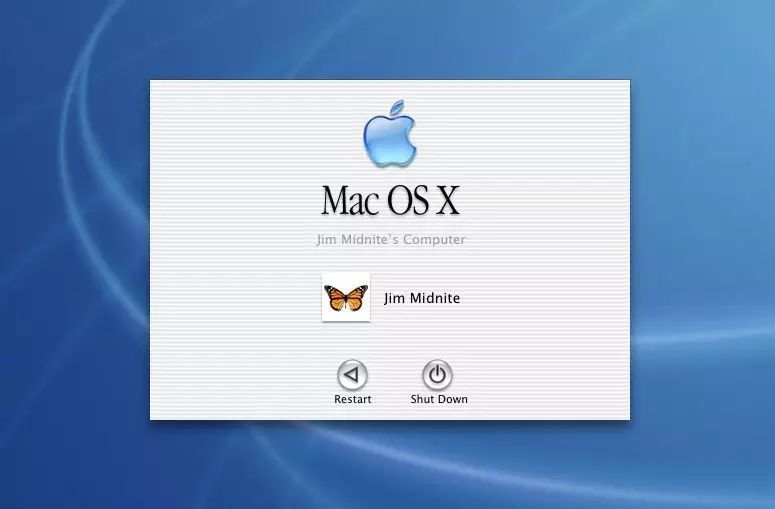 Mac OS X
Jim Midnite's Computer
Jim Midnite
Restart
Shut Down